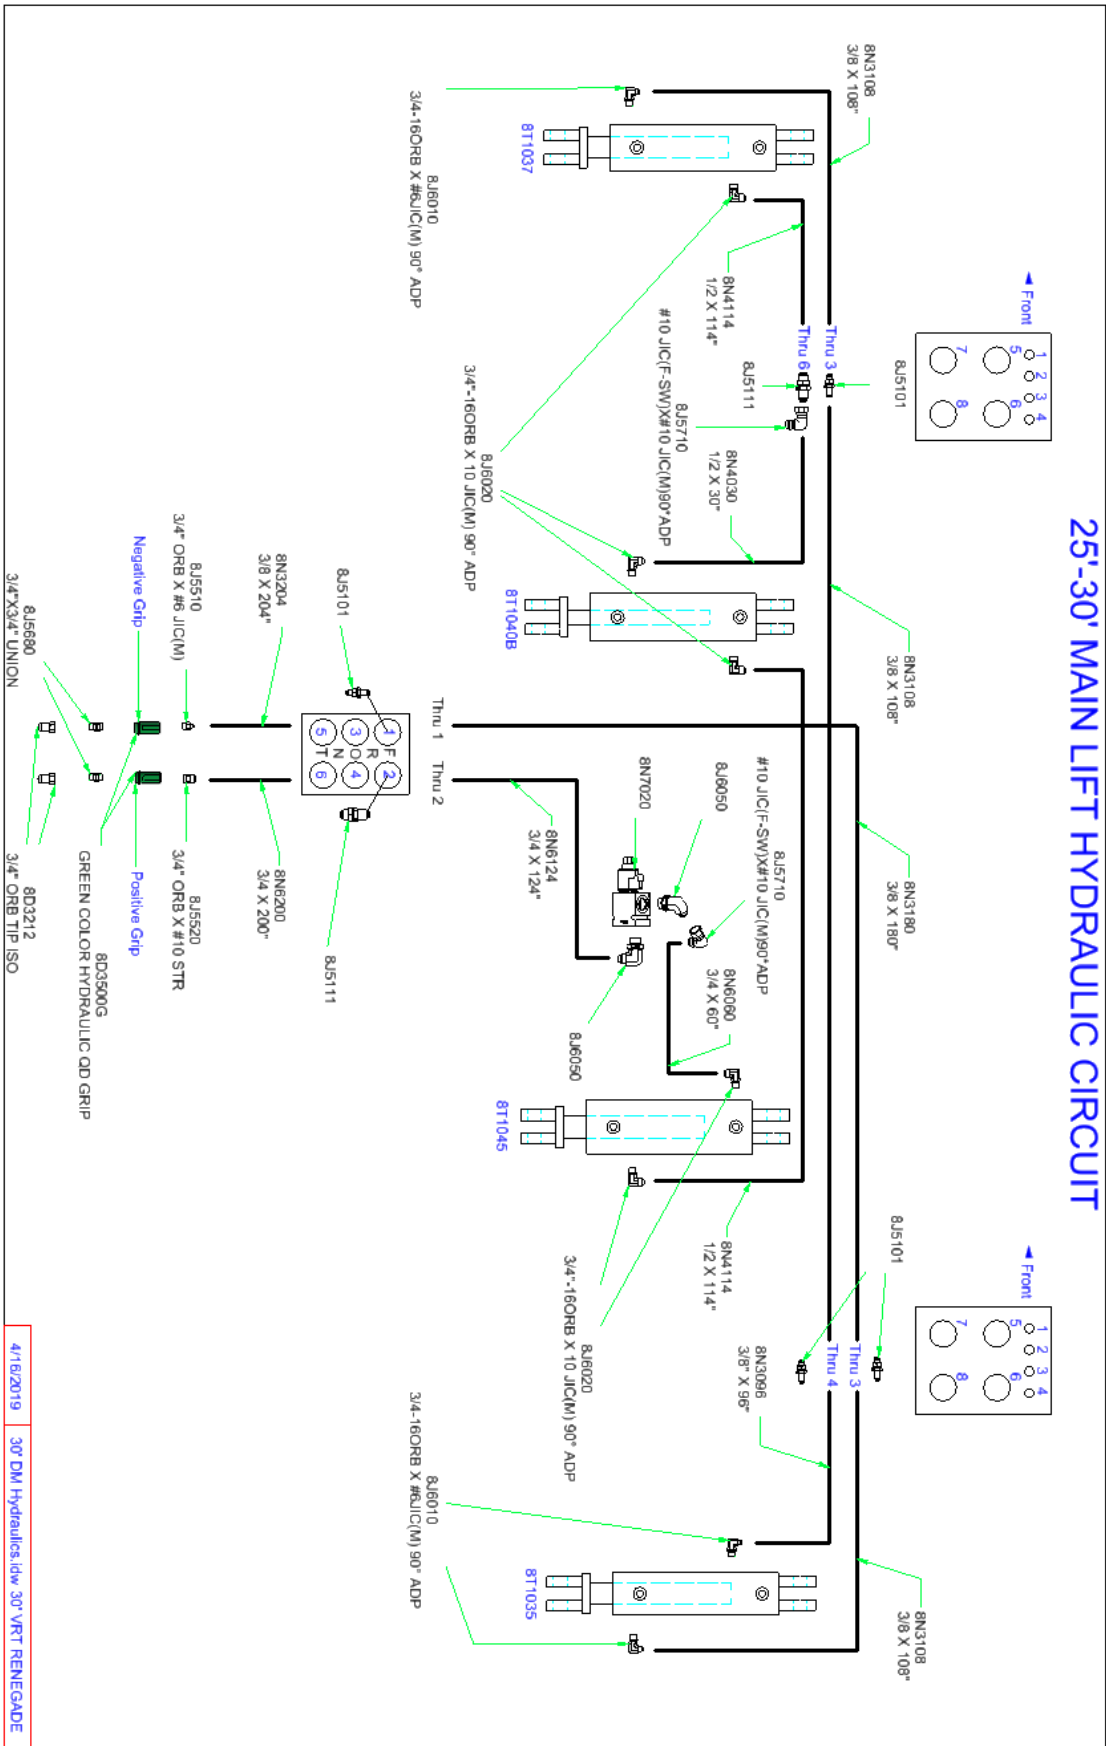 25'-30' MAIN LIFT HYDRAULIC CIRCUIT
◄ Front
1
2
3
4
5
6
7
8
◄ Front
1
2
3
4
5
6
7
8
8N3108
3/8 X 108"
8J5101
8N3108
3/8 X 108"
8N3180
3/8 X 180"
8J5101
8N3108
3/8 X 108"
Thru 3
Thru 6
Thru 3
Thru 4
8N4114
1/2 X 114"
8J5111
8J5710
#10 JIC(F-SW)X#10 JIC(M)90°ADP
8N4030
1/2 X 30"
8J6050
8J5710
#10 JIC(F-SW)X#10 JIC(M)90°ADP
8N7020
8N6060
3/4 X 60"
8N4114
1/2 X 114"
8N3096
3/8" X 96"
8T1037
8T1040B
8T1045
8T1035
8J6010
3/4-16ORB X #6JIC(M) 90° ADP
8J6020
3/4"-16ORB X 10 JIC(M) 90° ADP
8N6124
3/4 X 124"
8J6050
8J6020
3/4"-16ORB X 10 JIC(M) 90° ADP
8J6010
3/4-16ORB X #6JIC(M) 90° ADP
Thru 1
Thru 2
8J5101
1
2
F
R
3
O
4
N
5
T
6
8J5111
8N3204
3/8 X 204"
8N6200
3/4 X 200"
8J5510
3/4" ORB X #6 JIC(M)
8J5520
3/4" ORB X #10 STR
Negative Grip
Positive Grip
8D3500G
GREEN COLOR HYDRAULIC QD GRIP
8J5680
3/4"X3/4" UNION
8D3212
3/4" ORB TIP ISO
4/16/2019
30' DM Hydraulics.idw 30' VRT RENEGADE